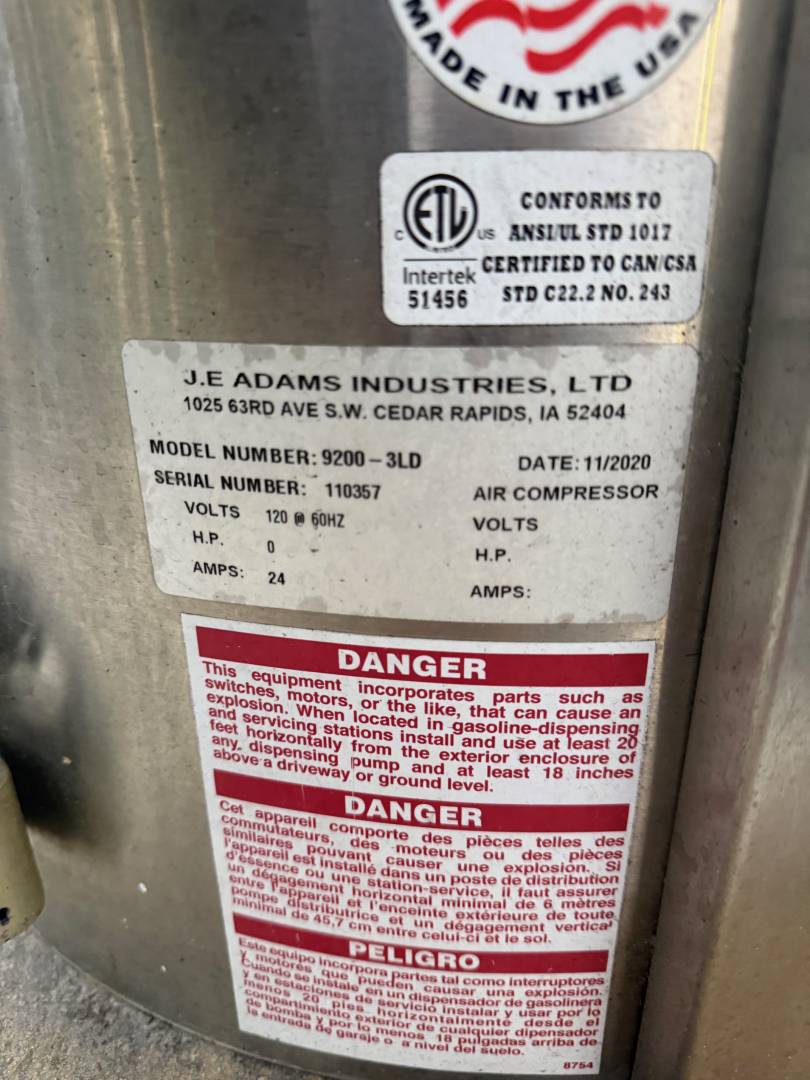 MADE IN THE USA
ETL
C US
Intertek
51456
CONFORMS TO
ANSI/UL STD 1017
CERTIFIED TO CAN/CSA
STD C22.2 NO. 243
J.E ADAMS INDUSTRIES, LTD
1025 63RD AVE S.W. CEDAR RAPIDS, IA 52404
MODEL NUMBER: 9200 – 3LD
DATE: 11/2020
SERIAL NUMBER: 110357
AIR COMPRESSOR
VOLTS 120 @ 60HZ
VOLTS
H.P. 0
H.P.
AMPS: 24
AMPS:
DANGER
This equipment incorporates parts such as
switches, motors, or the like, that can cause an
explosion. When located in gasoline-dispensing
and servicing stations install and use at least 20
feet horizontally from the exterior enclosure of
any dispensing pump and at least 18 inches
above a driveway or ground level.
DANGER
Cet appareil comporte des pièces telles des
commutateurs, des moteurs ou des pièces
similaires pouvant causer une explosion. Si
l'appareil est installé dans un poste de distribution
d'essence ou une station-service, il faut assurer
un dégagement horizontal minimal de 6 mètres
entre l'appareil et l'enceinte extérieure de toute
pompe distributrice et un dégagement vertical
minimal de 45,7 cm entre celui-ci et le sol.
PELIGRO
Este equipo incorpora partes tal como interruptores
y motores que pueden causar una explosión.
Cuando se instale en un dispensador de gasolinera
y en estaciones de servicio instalar y usar por lo
menos 20 pies horizontalmente desde el
compartimiento exterior de cualquier dipensador
de bomba y por lo menos 18 pulgadas arriba de
la entrada de garaje o a nivel del suelo.
8754